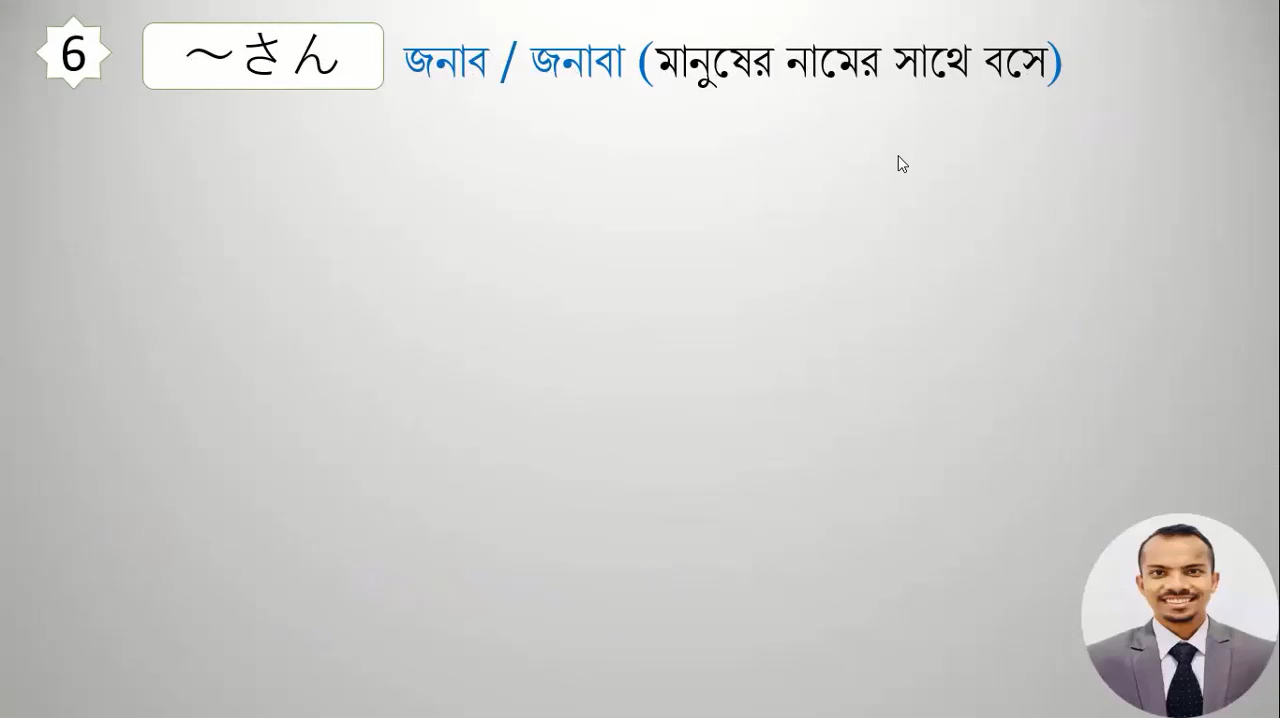 6 ～さん জনাব / জনাবা (মানুষের নামের সাথে বসে)